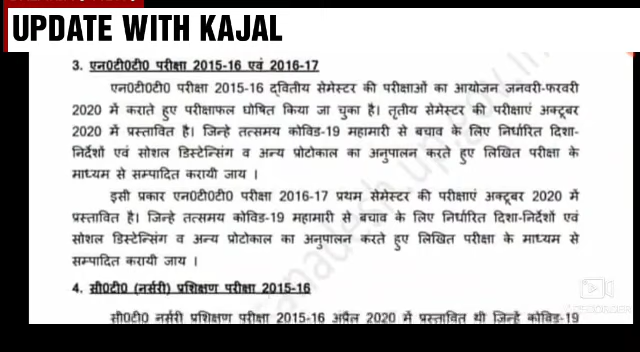 UPDATE WITH KAJAL
3. एन0टी0टी0 परीक्षा 2015-16 एवं 2016-17
एन0टी0टी0 परीक्षा 2015-16 द्वितीय सेमेस्टर की परीक्षाओं का आयोजन जनवरी-फरवरी
2020 में कराते हुए परीक्षाफल घोषित किया जा चुका है। तृतीय सेमेस्टर की परीक्षाएं अक्टूबर
2020 में प्रस्तावित है। जिन्हे तत्समय कोविड-19 महामारी से बचाव के लिए निर्धारित दिशा-
निर्देशों एवं सोशल डिस्टेन्सिंग व अन्य प्रोटोकाल का अनुपालन करते हुए लिखित परीक्षा के
माध्यम से सम्पादित करायी जाय ।
इसी प्रकार एन0टी0टी0 परीक्षा 2016-17 प्रथम सेमेस्टर की परीक्षाएं अक्टूबर 2020 में
प्रस्तावित है। जिन्हे तत्समय कोविड-19 महामारी से बचाव के लिए निर्धारित दिशा-निर्देशों एवं
सोशल डिस्टेन्सिंग व अन्य प्रोटोकाल का अनुपालन करते हुए लिखित परीक्षा के माध्यम से
सम्पादित करायी जाय ।
4. सी0टी0 (नर्सरी) प्रशिक्षण परीक्षा 2015-16
सी0टी0 नर्सरी प्रशिक्षण परीक्षा 2015-16 अप्रैल 2020 में प्रस्तावित थी जिन्हें कोविड-19